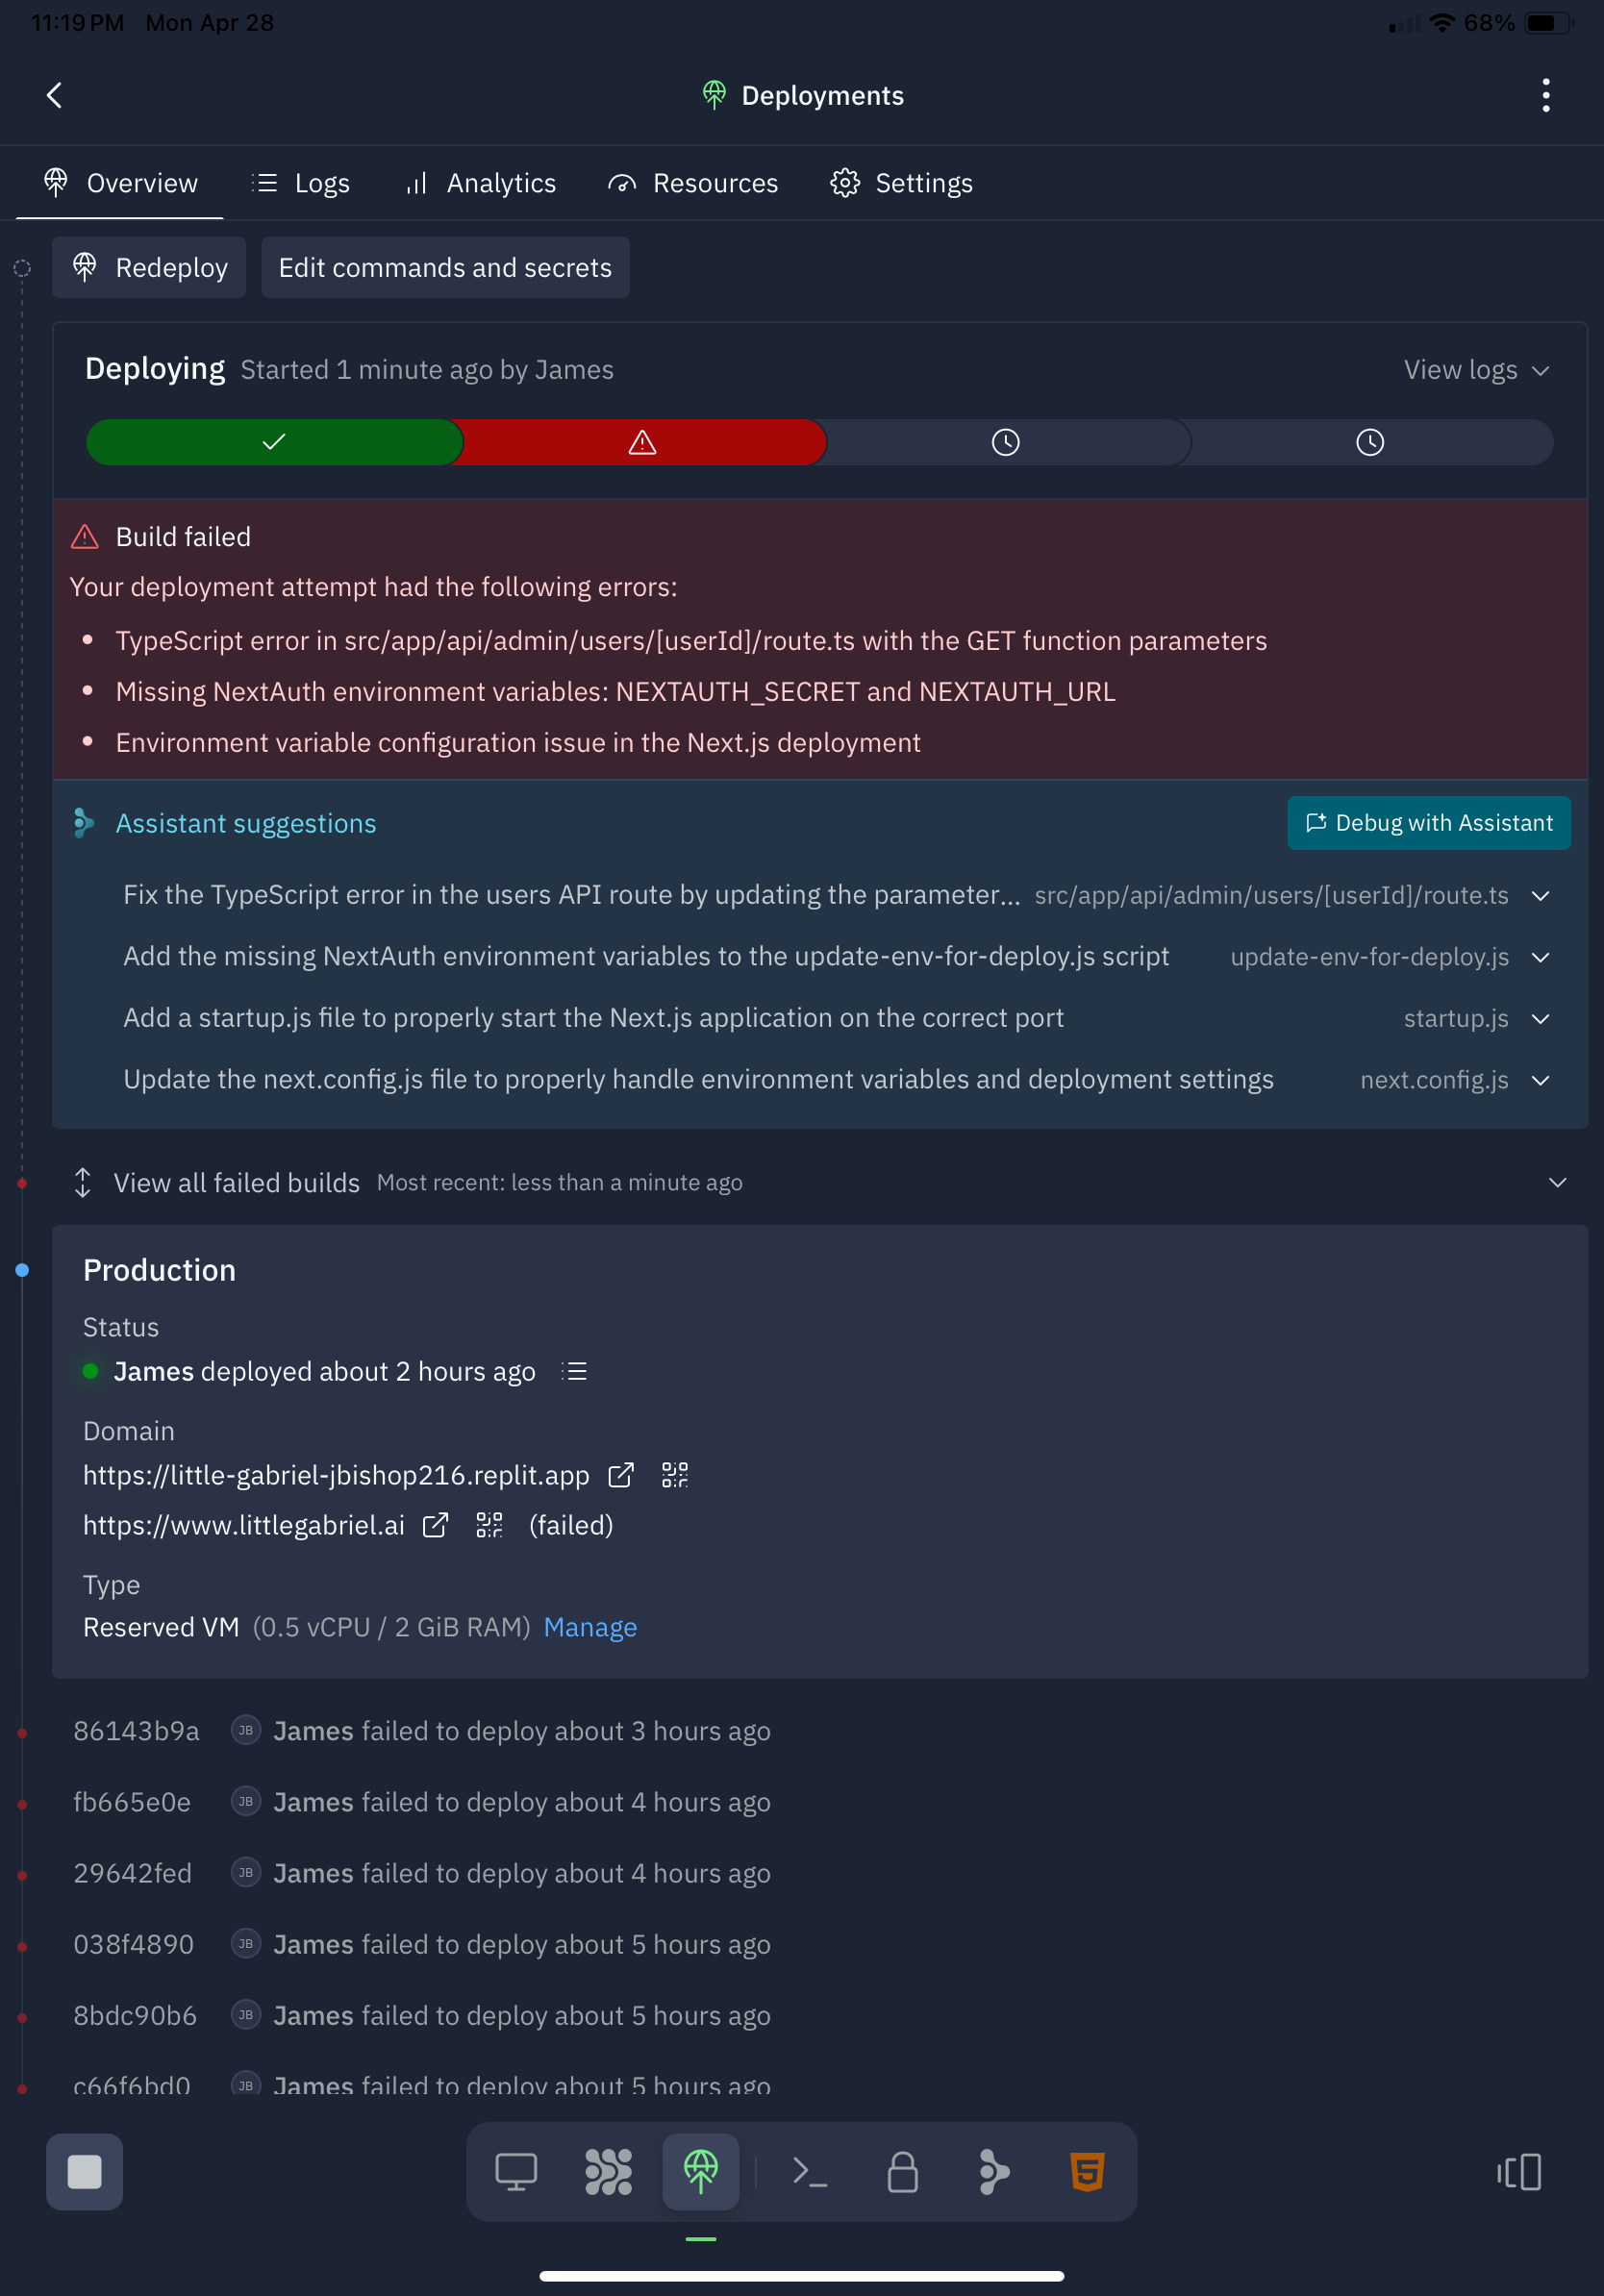 11:19 PM Mon Apr 28 68%
Deployments
Overview Logs Analytics Resources Settings
Redeploy Edit commands and secrets
Deploying Started 1 minute ago by James View logs
Build failed
Your deployment attempt had the following errors:
• TypeScript error in src/app/api/admin/users/[userId]/route.ts with the GET function parameters
• Missing NextAuth environment variables: NEXTAUTH_SECRET and NEXTAUTH_URL
• Environment variable configuration issue in the Next.js deployment
Assistant suggestions Debug with Assistant
Fix the TypeScript error in the users API route by updating the parameter... src/app/api/admin/users/[userId]/route.ts
Add the missing NextAuth environment variables to the update-env-for-deploy.js script update-env-for-deploy.js
Add a startup.js file to properly start the Next.js application on the correct port startup.js
Update the next.config.js file to properly handle environment variables and deployment settings next.config.js
View all failed builds Most recent: less than a minute ago
Production
Status
James deployed about 2 hours ago
Domain
https://little-gabriel-jbishop216.replit.app
https://www.littlegabriel.ai (failed)
Type
Reserved VM (0.5 vCPU / 2 GiB RAM) Manage
86143b9a JB James failed to deploy about 3 hours ago
fb665e0e JB James failed to deploy about 4 hours ago
29642fed JB James failed to deploy about 4 hours ago
038f4890 JB James failed to deploy about 5 hours ago
8bdc90b6 JB James failed to deploy about 5 hours ago
c66f6bd0 JB James failed to deploy about 5 hours ago
5